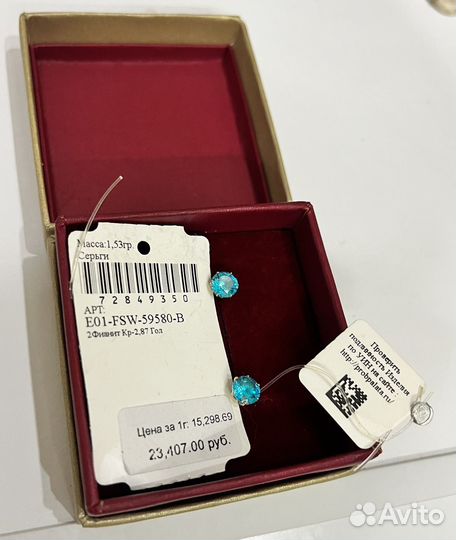 Масса:1,53гр.
Серьги
72849350
АРТ:
E01-FSW-59580-B
2Фианит Кр-2,87 Гол
Цена за 1г: 15,298.69
23,407.00 руб.
Проверить
подлинность Изделия
по УИН на сайте :
http://probpalata.ru/
Avito